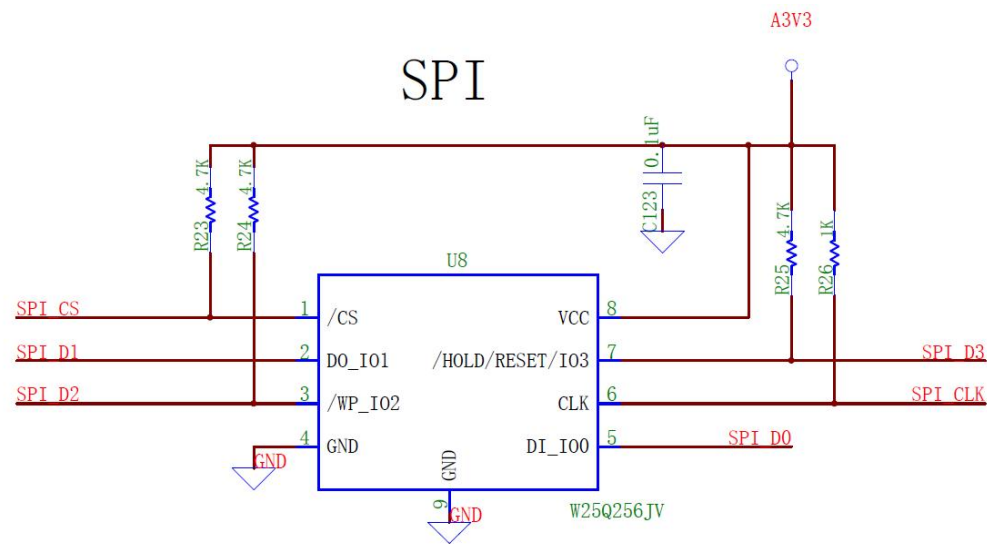 A3V3
SPI
0.1uF
C123
4.7K
R23
4.7K
R24
4.7K
R25
1K
R26
U8
SPI_CS
1
/CS
VCC
8
SPI_D1
2
DO_IO1
/HOLD/RESET/IO3
7
SPI_D3
SPI_D2
3
/WP_IO2
CLK
6
SPI_CLK
4
GND
DI_IO0
5
SPI_D0
GND
GND
9
GND
W25Q256JV